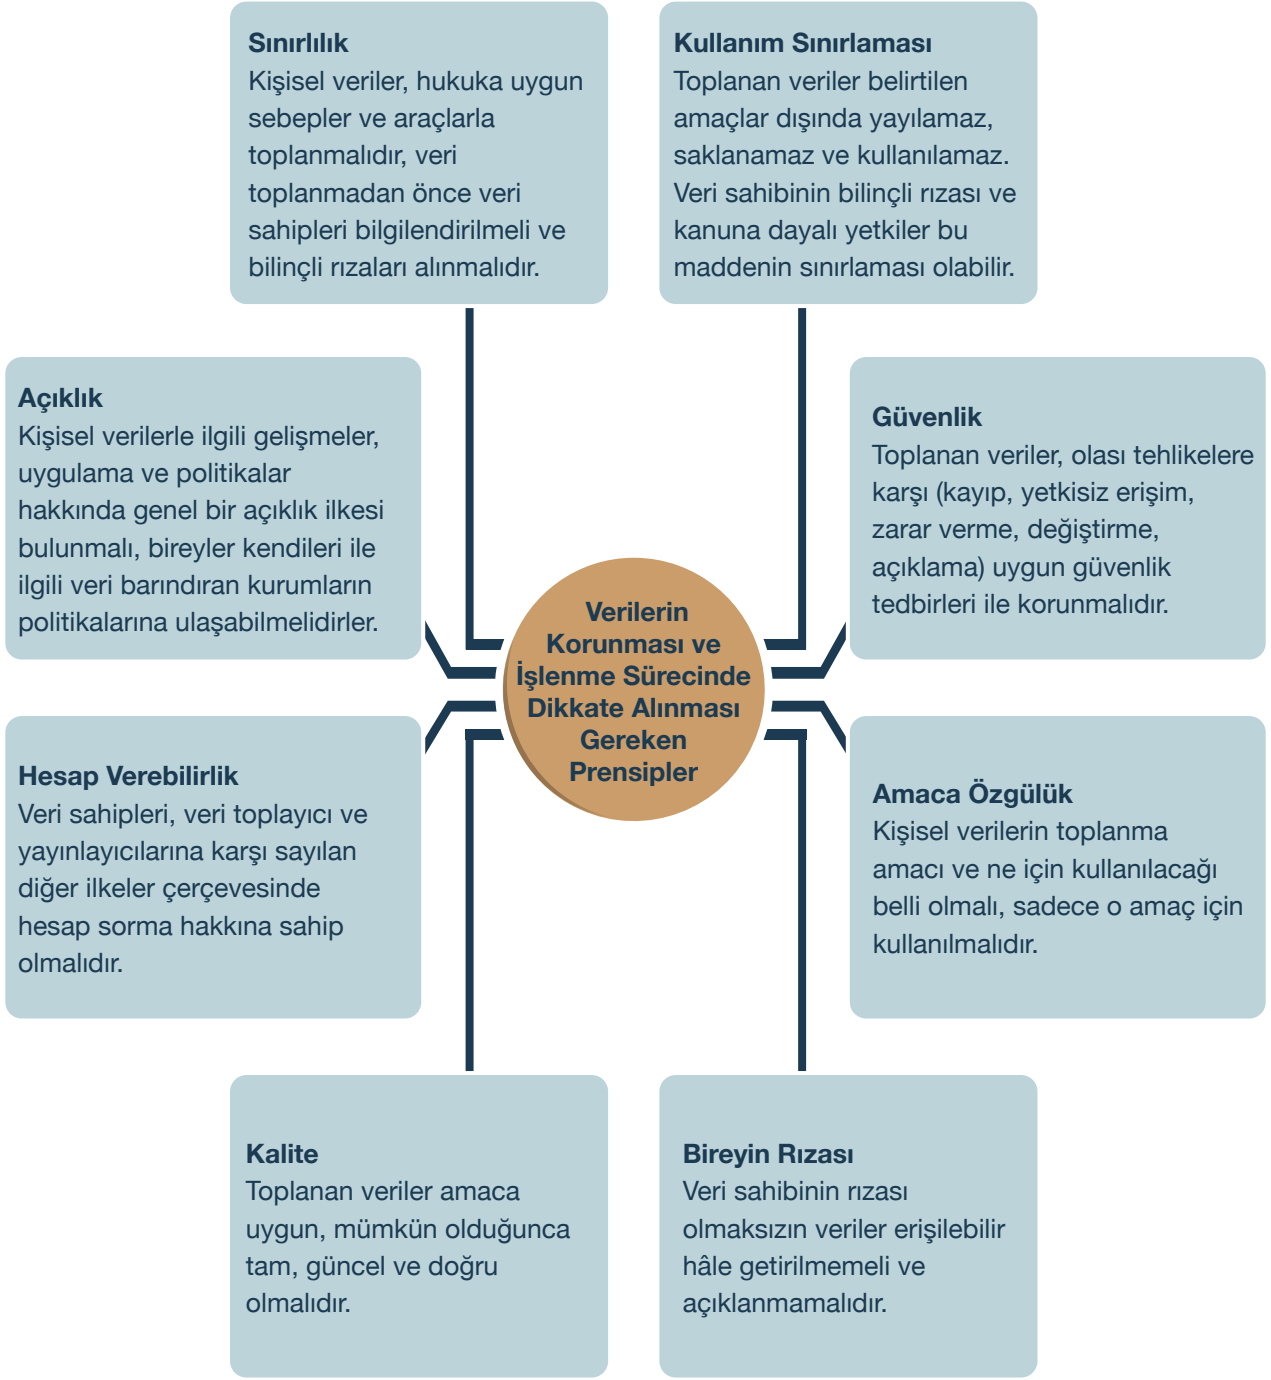 Sınırlılık
Kişisel veriler, hukuka uygun
sebepler ve araçlarla
toplanmalıdır, veri
toplanmadan önce veri
sahipleri bilgilendirilmeli ve
bilinçli rızaları alınmalıdır.
Kullanım Sınırlaması
Toplanan veriler belirtilen
amaçlar dışında yayılamaz,
saklanamaz ve kullanılamaz.
Veri sahibinin bilinçli rızası ve
kanuna dayalı yetkiler bu
maddenin sınırlaması olabilir.
Açıklık
Kişisel verilerle ilgili gelişmeler,
uygulama ve politikalar
hakkında genel bir açıklık ilkesi
bulunmalı, bireyler kendileri ile
ilgili veri barındıran kurumların
politikalarına ulaşabilmelidirler.
Güvenlik
Toplanan veriler, olası tehlikelere
karşı (kayıp, yetkisiz erişim,
zarar verme, değiştirme,
açıklama) uygun güvenlik
tedbirleri ile korunmalıdır.
Verilerin
Korunması ve
İşlenme Sürecinde
Dikkate Alınması
Gereken
Prensipler
Hesap Verebilirlik
Veri sahipleri, veri toplayıcı ve
yayınlayıcılarına karşı sayılan
diğer ilkeler çerçevesinde
hesap sorma hakkına sahip
olmalıdır.
Amaca Özgülük
Kişisel verilerin toplanma
amacı ve ne için kullanılacağı
belli olmalı, sadece o amaç için
kullanılmalıdır.
Kalite
Toplanan veriler amaca
uygun, mümkün olduğunca
tam, güncel ve doğru
olmalıdır.
Bireyin Rızası
Veri sahibinin rızası
olmaksızın veriler erişilebilir
hâle getirilmemeli ve
açıklanmamalıdır.